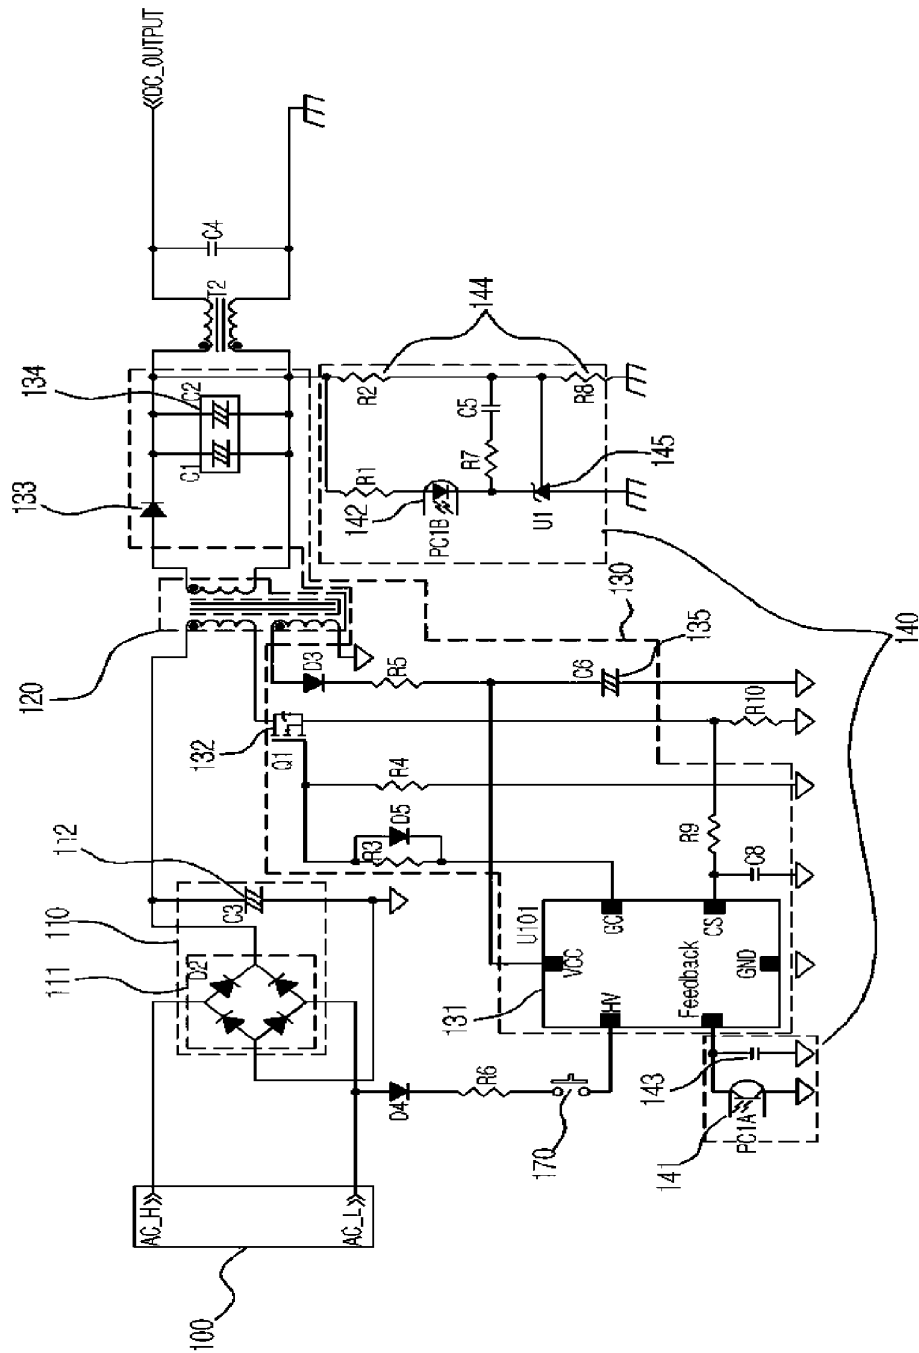 DC_OUTPUT
C4
T2
144
134
C2
C1
R2
C5
R8
133
R1
R7
145
142
PC1B
U1
140
130
135
120
D3
R5
C6
132
Q1
R10
R4
D5
R3
R9
C8
112
110
C3
111
D2
U101
GC
CS
VCC
131
Feedback
GND
HV
143
D4
R6
170
141
PC1A
AC_H
AC_L
100